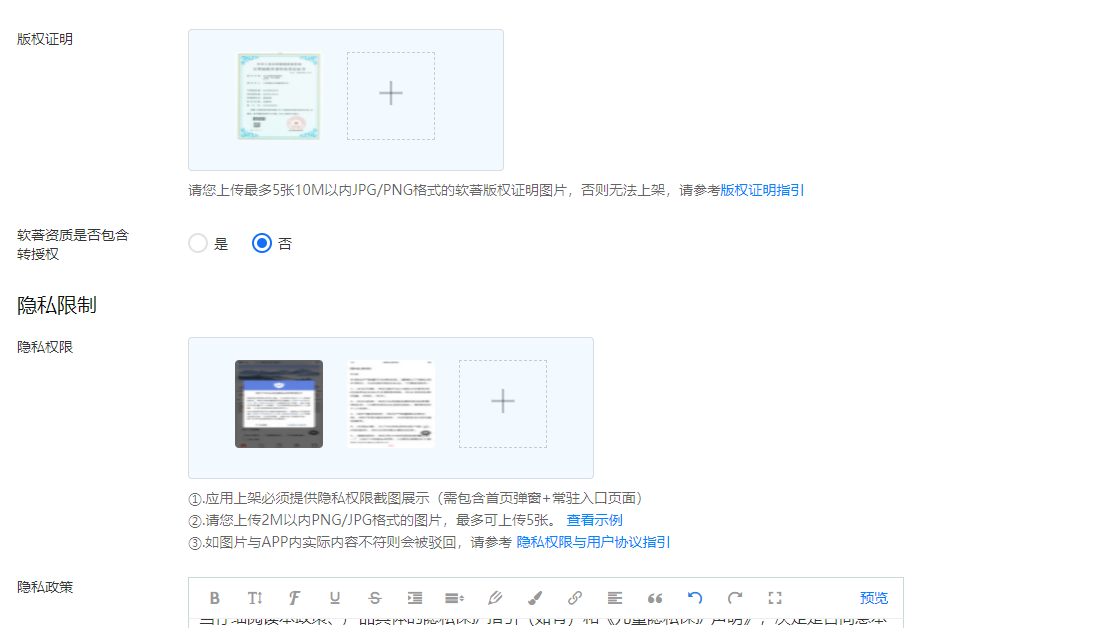 版权证明
请您上传最多5张10M以内JPG/PNG格式的软著版权证明图片，否则无法上架，请参考版权证明指引
软著资质是否包含
转授权
是 否
隐私限制
隐私权限
①.应用上架必须提供隐私权限截图展示（需包含首页弹窗+常驻入口页面）
②.请您上传2M以内PNG/JPG格式的图片，最多可上传5张。 查看示例
③.如图片与APP内实际内容不符则会被驳回，请参考 隐私权限与用户协议指引
隐私政策
预览